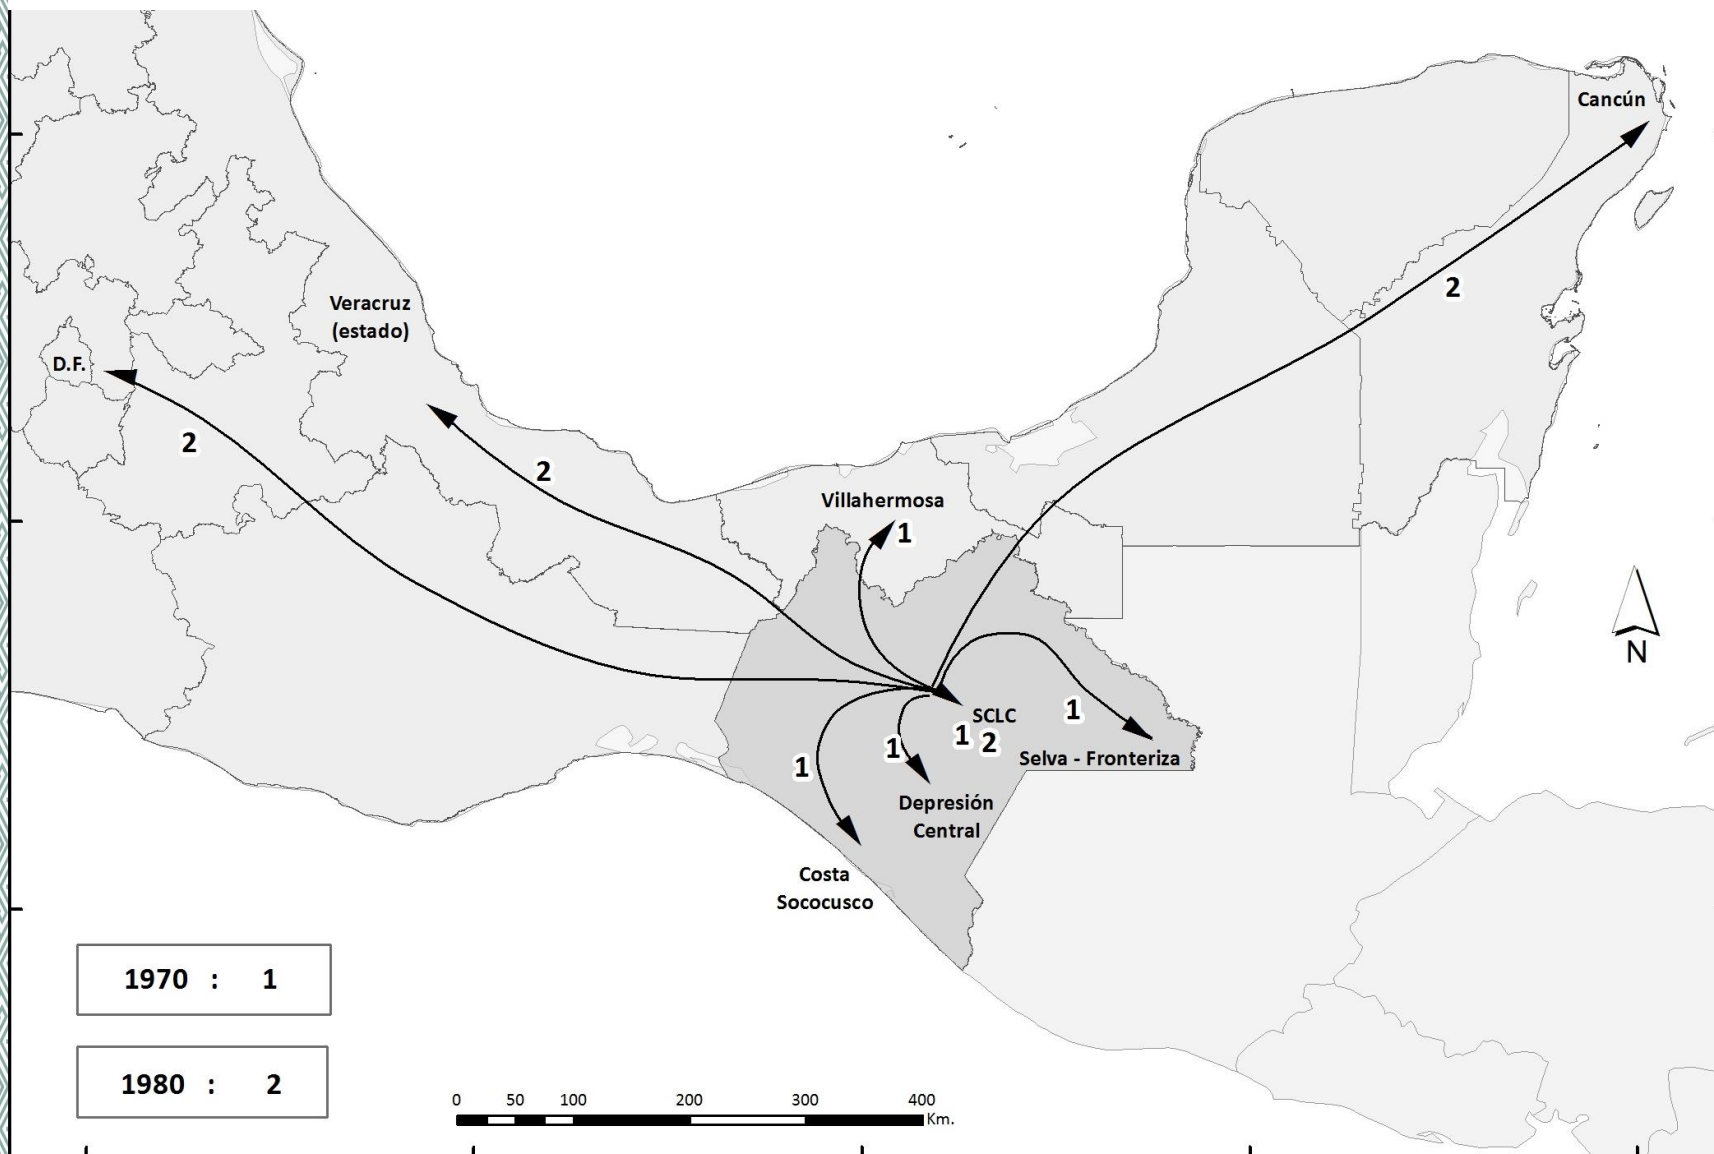 Cancún
2
Veracruz
(estado)
D.F.
2
2
Villahermosa
1
N
SCLC
1
1 2
1
Selva - Fronteriza
1
Depresión
Central
Costa
Sococusco
1970 : 1
1980 : 2
0 50 100 200 300 400
Km.